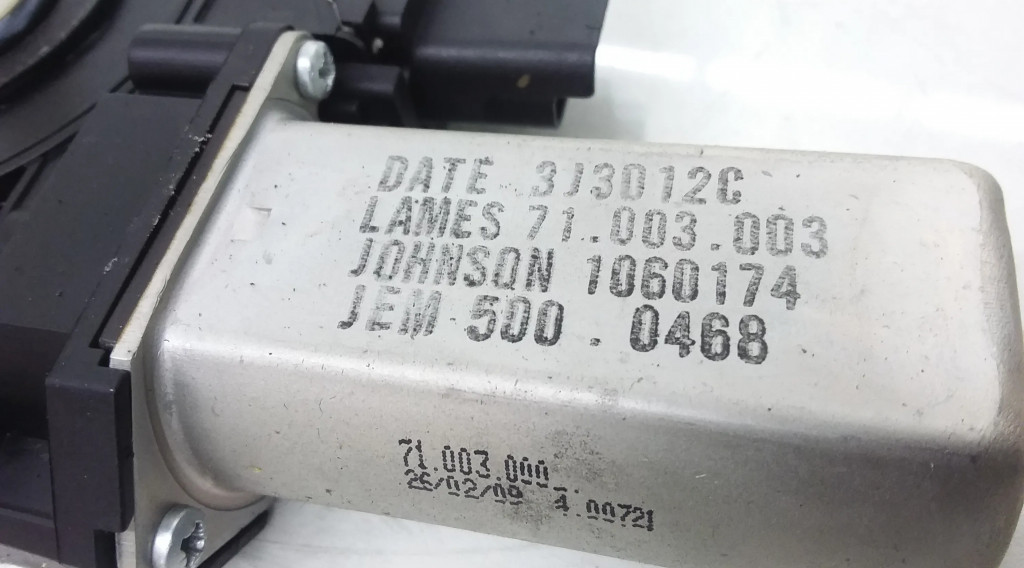 DATE 3J3012C
LAMES 71.003.003
JOHNSON 1060174
JEM 500.0468
71.003.000
26/02/09 4.00721